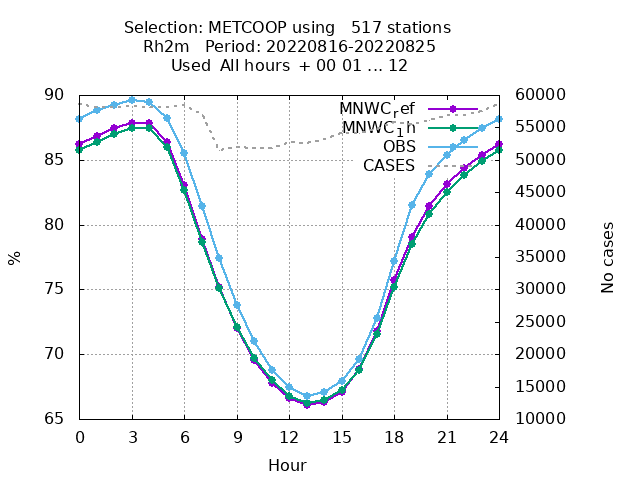 Selection: METCOOP using   517 stations
Rh2m   Period: 20220816-20220825
Used  All hours  + 00 01 ... 12
90
85
80
75
70
65
%
60000
55000
50000
45000
40000
35000
30000
25000
20000
15000
10000
No cases
MNWC_ref
MNWC_1h
OBS
CASES
0 3 6 9 12 15 18 21 24
Hour